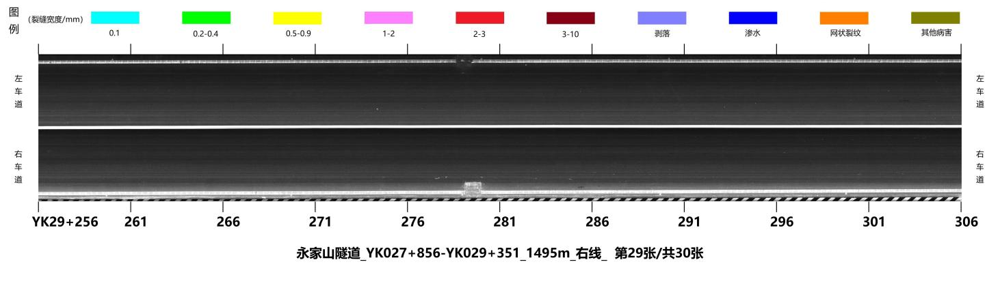 图例
(裂缝宽度/mm)
0.1 0.2-0.4 0.5-0.9 1-2 2-3 3-10 剥落 渗水 网状裂纹 其他病害
左车道
左车道
右车道
右车道
YK29+256 261 266 271 276 281 286 291 296 301 306
永家山隧道_YK027+856-YK029+351_1495m_右线_ 第29张/共30张